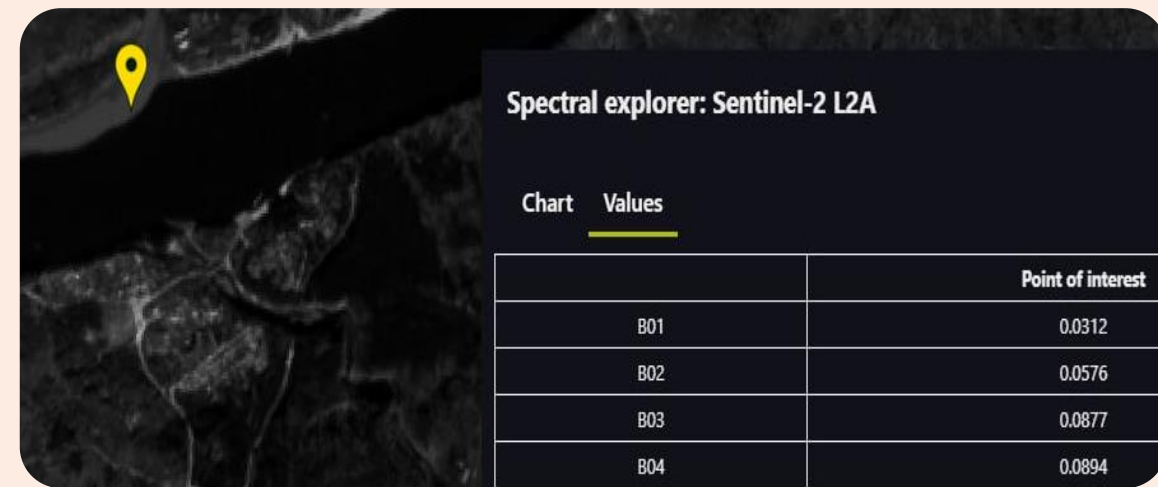 Spectral explorer: Sentinel-2 L2A
Chart Values
Point of interest
B01 0.0312
B02 0.0576
B03 0.0877
B04 0.0894